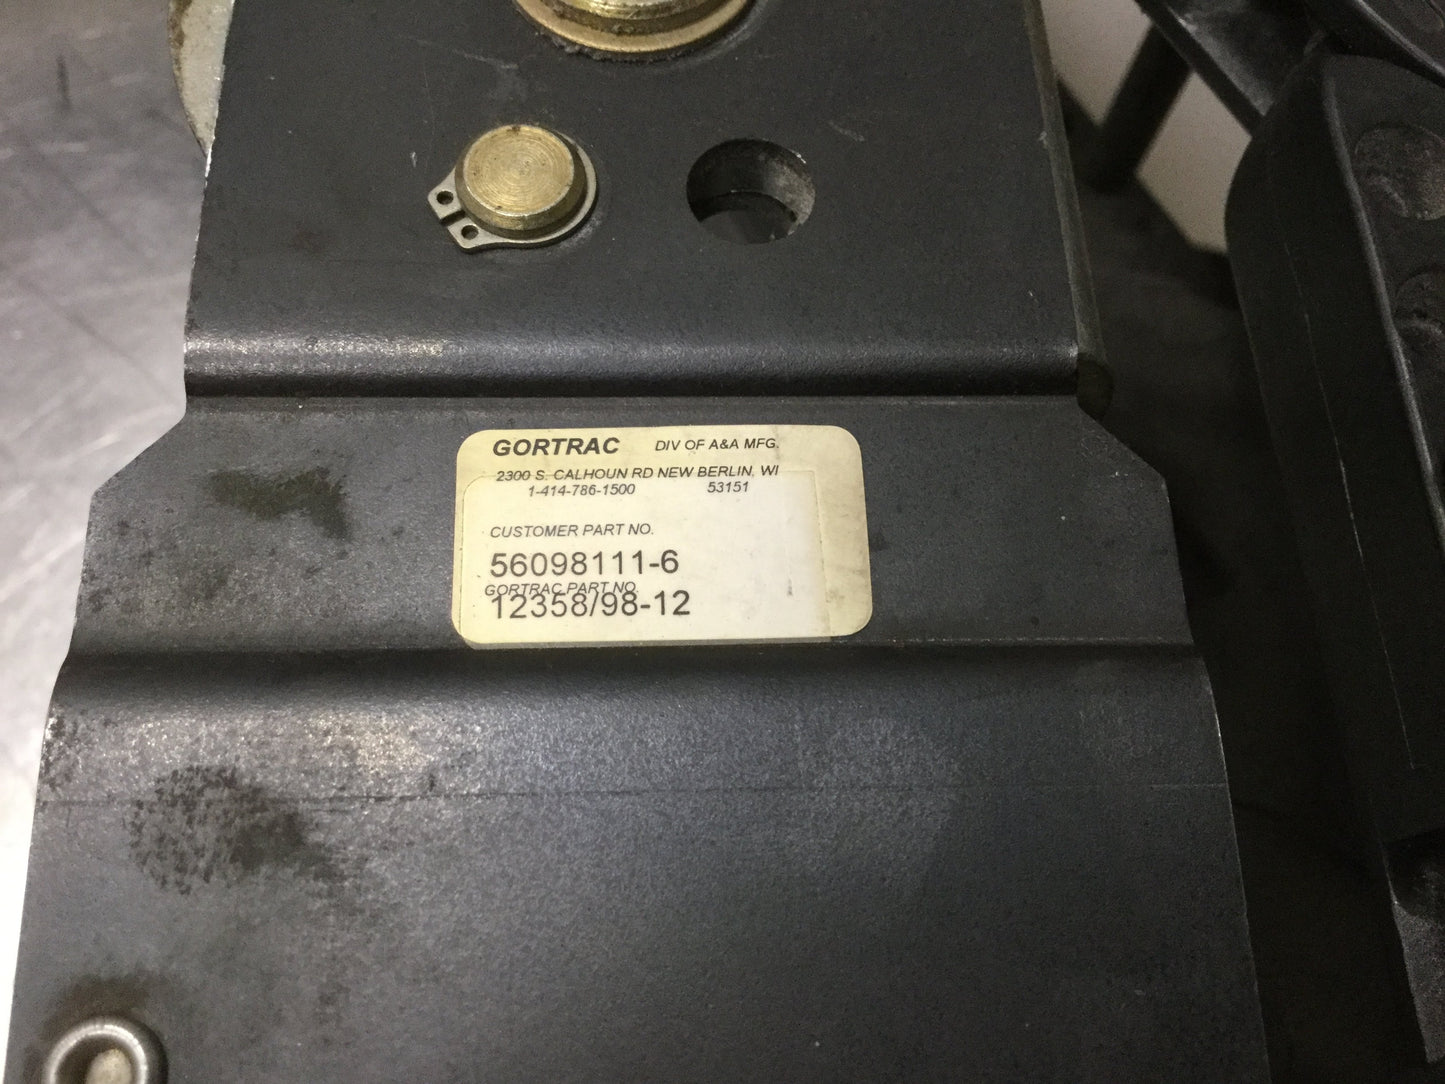 GORTRAC DIV OF A&A MFG.
2300 S. CALHOUN RD NEW BERLIN, WI
1-414-786-1500 53151
CUSTOMER PART NO.
56098111-6
GORTRAC PART NO.
12358/98-12